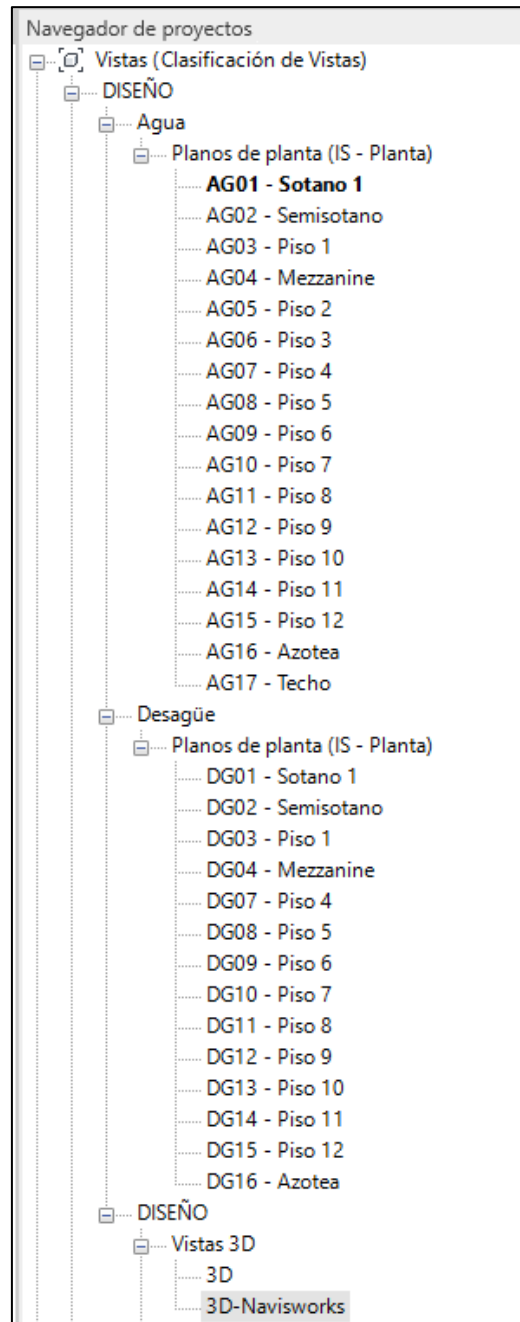 Navegador de proyectos
Vistas (Clasificación de Vistas)
DISEÑO
Agua
Planos de planta (IS - Planta)
AG01 - Sotano 1
AG02 - Semisotano
AG03 - Piso 1
AG04 - Mezzanine
AG05 - Piso 2
AG06 - Piso 3
AG07 - Piso 4
AG08 - Piso 5
AG09 - Piso 6
AG10 - Piso 7
AG11 - Piso 8
AG12 - Piso 9
AG13 - Piso 10
AG14 - Piso 11
AG15 - Piso 12
AG16 - Azotea
AG17 - Techo
Desagüe
Planos de planta (IS - Planta)
DG01 - Sotano 1
DG02 - Semisotano
DG03 - Piso 1
DG04 - Mezzanine
DG07 - Piso 4
DG08 - Piso 5
DG09 - Piso 6
DG10 - Piso 7
DG11 - Piso 8
DG12 - Piso 9
DG13 - Piso 10
DG14 - Piso 11
DG15 - Piso 12
DG16 - Azotea
DISEÑO
Vistas 3D
3D
3D-Navisworks